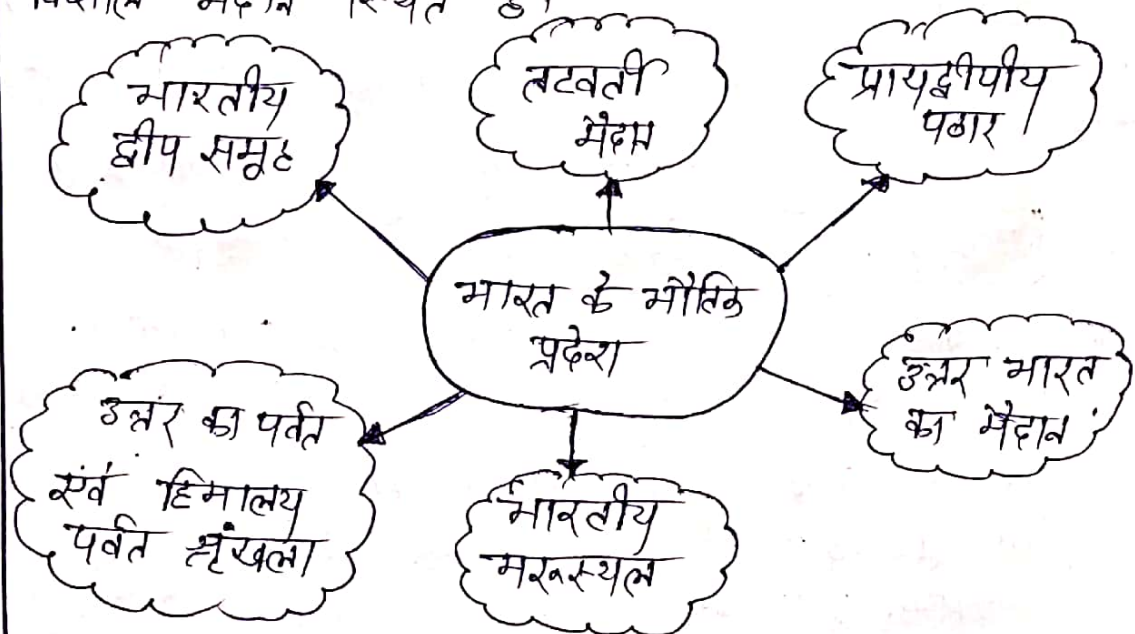 मैदान स्थित
भारतीय
द्वीप समूह
तटवर्ती
मैदान
प्रायद्वीपीय
पठार
भारत के भौतिक
प्रदेश
उत्तर भारत
का मैदान
उत्तर का पर्वत
एवं हिमालय
पर्वत श्रृंखला
भारतीय
मरूस्थल